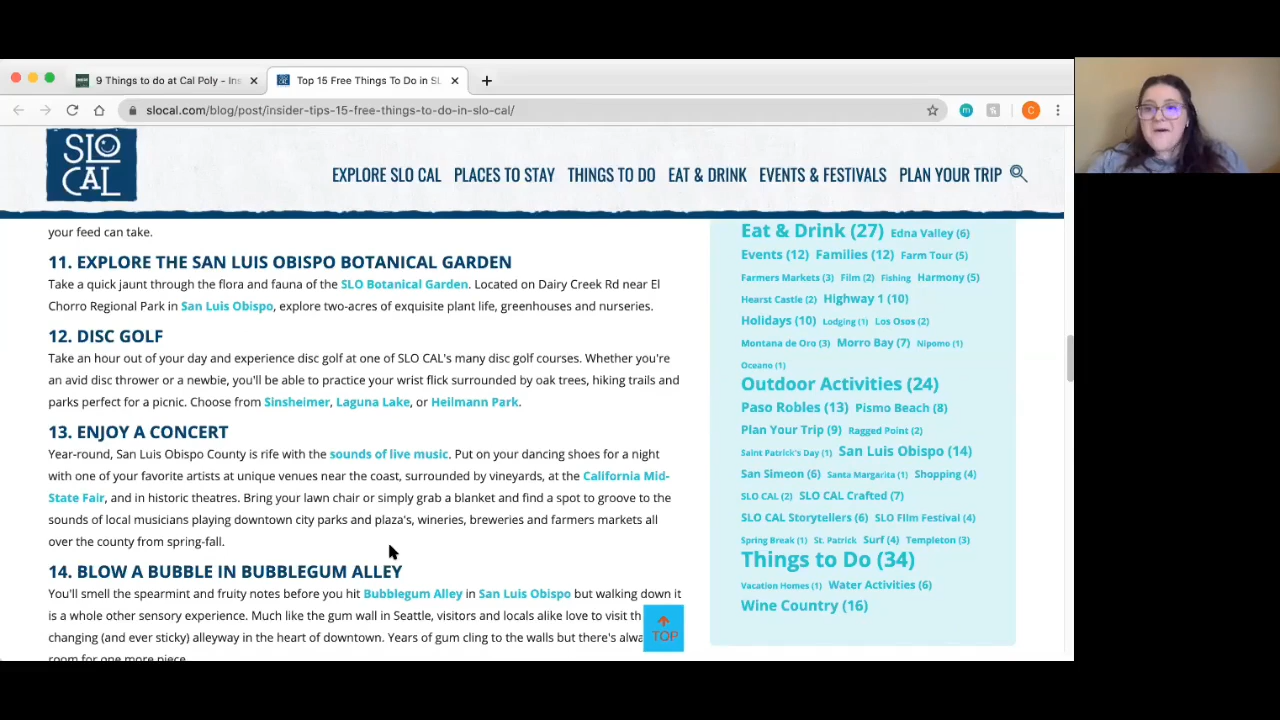 9 Things to do at Cal Poly - Ins
Top 15 Free Things To Do in SL
slocal.com/blog/post/insider-tips-15-free-things-to-do-in-slo-cal/
m
C
SLO
CAL
EXPLORE SLO CAL PLACES TO STAY THINGS TO DO EAT & DRINK EVENTS & FESTIVALS PLAN YOUR TRIP
your feed can take.
11. EXPLORE THE SAN LUIS OBISPO BOTANICAL GARDEN
Take a quick jaunt through the flora and fauna of the SLO Botanical Garden. Located on Dairy Creek Rd near El
Chorro Regional Park in San Luis Obispo, explore two-acres of exquisite plant life, greenhouses and nurseries.
12. DISC GOLF
Take an hour out of your day and experience disc golf at one of SLO CAL's many disc golf courses. Whether you're
an avid disc thrower or a newbie, you'll be able to practice your wrist flick surrounded by oak trees, hiking trails and
parks perfect for a picnic. Choose from Sinsheimer, Laguna Lake, or Heilmann Park.
13. ENJOY A CONCERT
Year-round, San Luis Obispo County is rife with the sounds of live music. Put on your dancing shoes for a night
with one of your favorite artists at unique venues near the coast, surrounded by vineyards, at the California Mid-
State Fair, and in historic theatres. Bring your lawn chair or simply grab a blanket and find a spot to groove to the
sounds of local musicians playing downtown city parks and plaza's, wineries, breweries and farmers markets all
over the county from spring-fall.
14. BLOW A BUBBLE IN BUBBLEGUM ALLEY
You'll smell the spearmint and fruity notes before you hit Bubblegum Alley in San Luis Obispo but walking down it
is a whole other sensory experience. Much like the gum wall in Seattle, visitors and locals alike love to visit th
changing (and ever sticky) alleyway in the heart of downtown. Years of gum cling to the walls but there's alwa
room for one more piece.
TOP
Eat & Drink (27) Edna Valley (6)
Events (12) Families (12) Farm Tour (5)
Farmers Markets (3) Film (2) Fishing Harmony (5)
Hearst Castle (2) Highway 1 (10)
Holidays (10) Lodging (1) Los Osos (2)
Montana de Oro (3) Morro Bay (7) Nipomo (1)
Oceano (1)
Outdoor Activities (24)
Paso Robles (13) Pismo Beach (8)
Plan Your Trip (9) Ragged Point (2)
Saint Patrick's Day (1) San Luis Obispo (14)
San Simeon (6) Santa Margarita (1) Shopping (4)
SLO CAL (2) SLO CAL Crafted (7)
SLO CAL Storytellers (6) SLO Film Festival (4)
Spring Break (1) St. Patrick Surf (4) Templeton (3)
Things to Do (34)
Vacation Homes (1) Water Activities (6)
Wine Country (16)